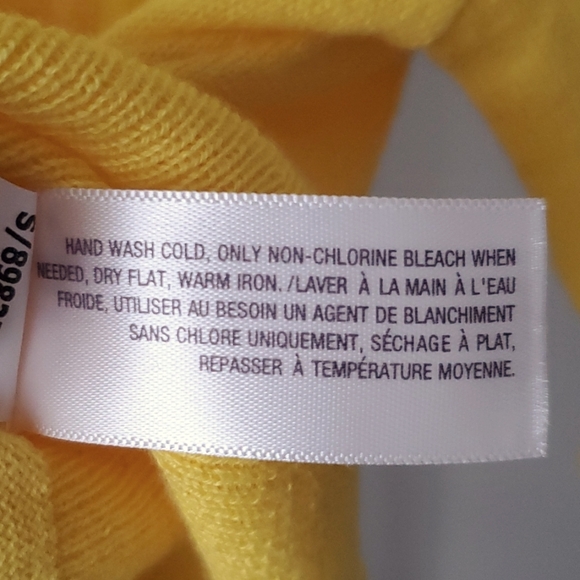 HAND WASH COLD, ONLY NON-CHLORINE BLEACH WHEN
NEEDED, DRY FLAT, WARM IRON. /LAVER À LA MAIN À L'EAU
FROIDE, UTILISER AU BESOIN UN AGENT DE BLANCHIMENT
SANS CHLORE UNIQUEMENT, SÉCHAGE À PLAT,
REPASSER À TEMPÉRATURE MOYENNE.